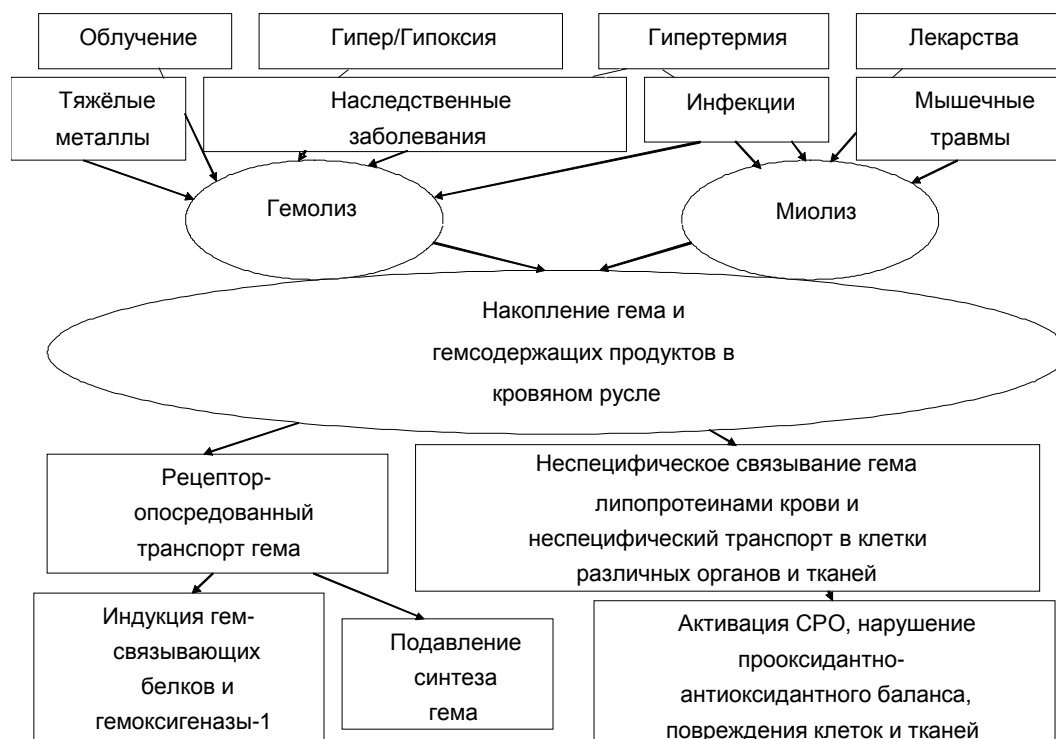 Облучение
Гипер/Гипоксия
Гипертермия
Лекарства
Тяжёлые
металлы
Наследственные
заболевания
Инфекции
Мышечные
травмы
Гемолиз
Миолиз
Накопление гема и
гемсодержащих продуктов в
кровяном русле
Рецептор-
опосредованный
транспорт гема
Неспецифическое связывание гема
липопротеинами крови и
неспецифический транспорт в клетки
различных органов и тканей
Индукция гем-
связывающих
белков и
гемоксигеназы-1
Подавление
синтеза
гема
Активация СРО, нарушение
прооксидантно-
антиоксидантного баланса,
повреждения клеток и тканей